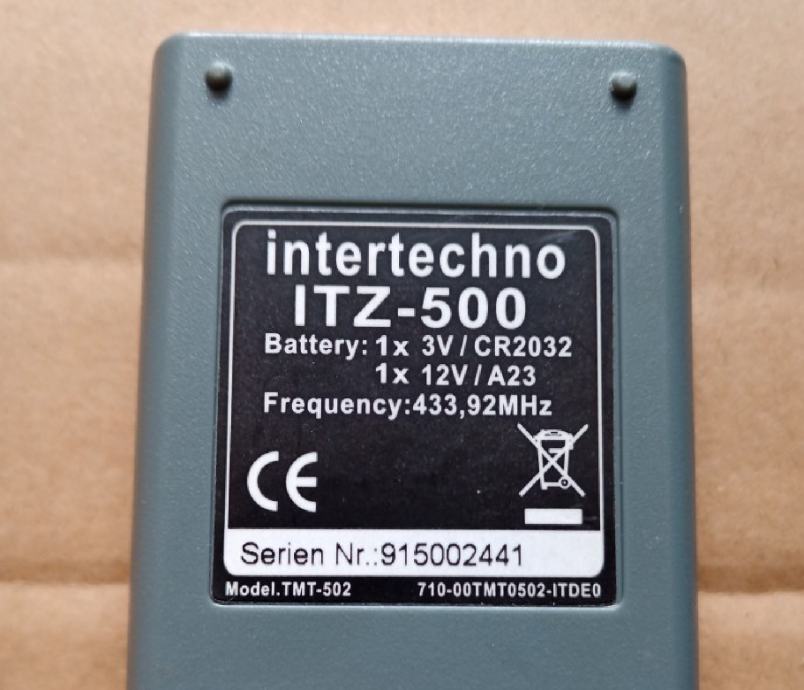 intertechno
ITZ-500
Battery: 1x 3V / CR2032
1x 12V / A23
Frequency:433,92MHz
CE
Serien Nr.:915002441
Model.TMT-502 710-00TMT0502-ITDE0